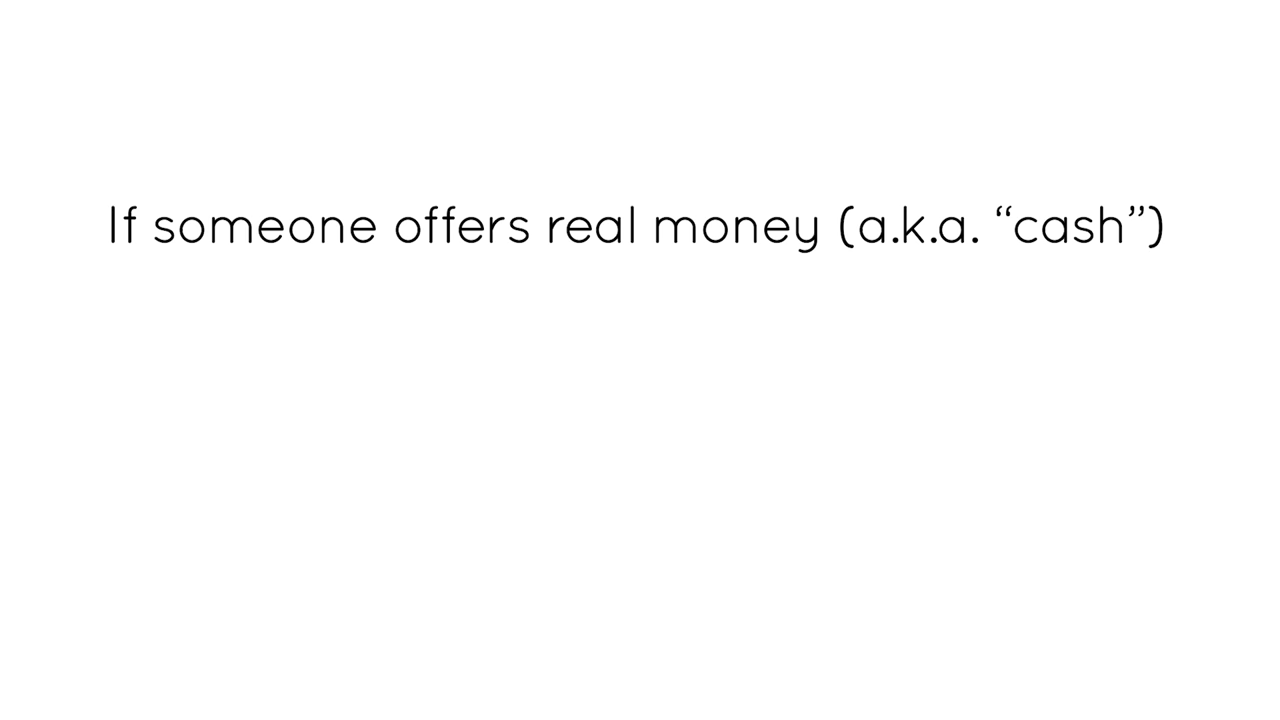 If someone offers real money (a.k.a. “cash”)